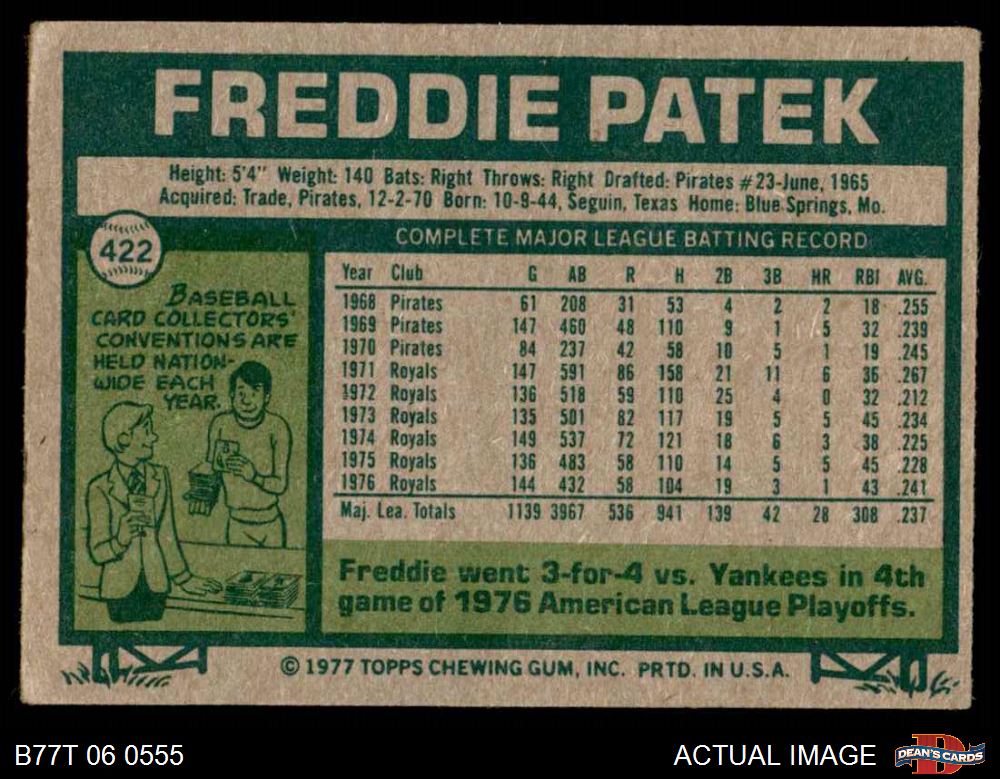 FREDDIE PATEK
Height: 5'4" Weight: 140 Bats: Right Throws: Right Drafted: Pirates #23-June, 1965
Acquired: Trade, Pirates, 12-2-70 Born: 10-9-44, Seguin, Texas Home: Blue Springs, Mo.
422
BASEBALL
CARD COLLECTORS'
CONVENTIONS ARE
HELD NATION-
WIDE EACH
YEAR.
COMPLETE MAJOR LEAGUE BATTING RECORD
Year Club G AB R H 2B 3B HR RBI AVG.
1968 Pirates 61 208 31 53 4 2 2 18 .255
1969 Pirates 147 460 48 110 9 1 5 32 .239
1970 Pirates 84 237 42 58 10 5 1 19 .245
1971 Royals 147 591 86 158 21 11 6 36 .267
1972 Royals 136 518 59 110 25 4 0 32 .212
1973 Royals 135 501 82 117 19 5 5 45 .234
1974 Royals 149 537 72 121 18 6 3 38 .225
1975 Royals 136 483 58 110 14 5 5 45 .228
1976 Royals 144 432 58 104 19 3 1 43 .241
Maj. Lea. Totals 1139 3967 536 941 139 42 28 308 .237
Freddie went 3-for-4 vs. Yankees in 4th
game of 1976 American League Playoffs.
© 1977 TOPPS CHEWING GUM, INC. PRTD. IN U.S.A.
B77T 06 0555
ACTUAL IMAGE
DEAN'S CARDS